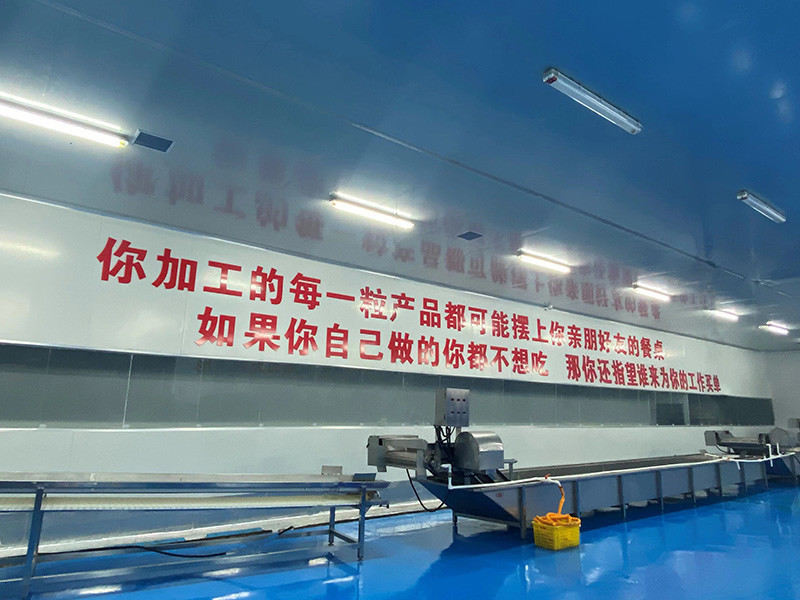 你加工的每一粒产品都可能摆上你亲朋好友的餐桌
如果你自己做的你都不想吃 那你还指望谁来为你的工作买单